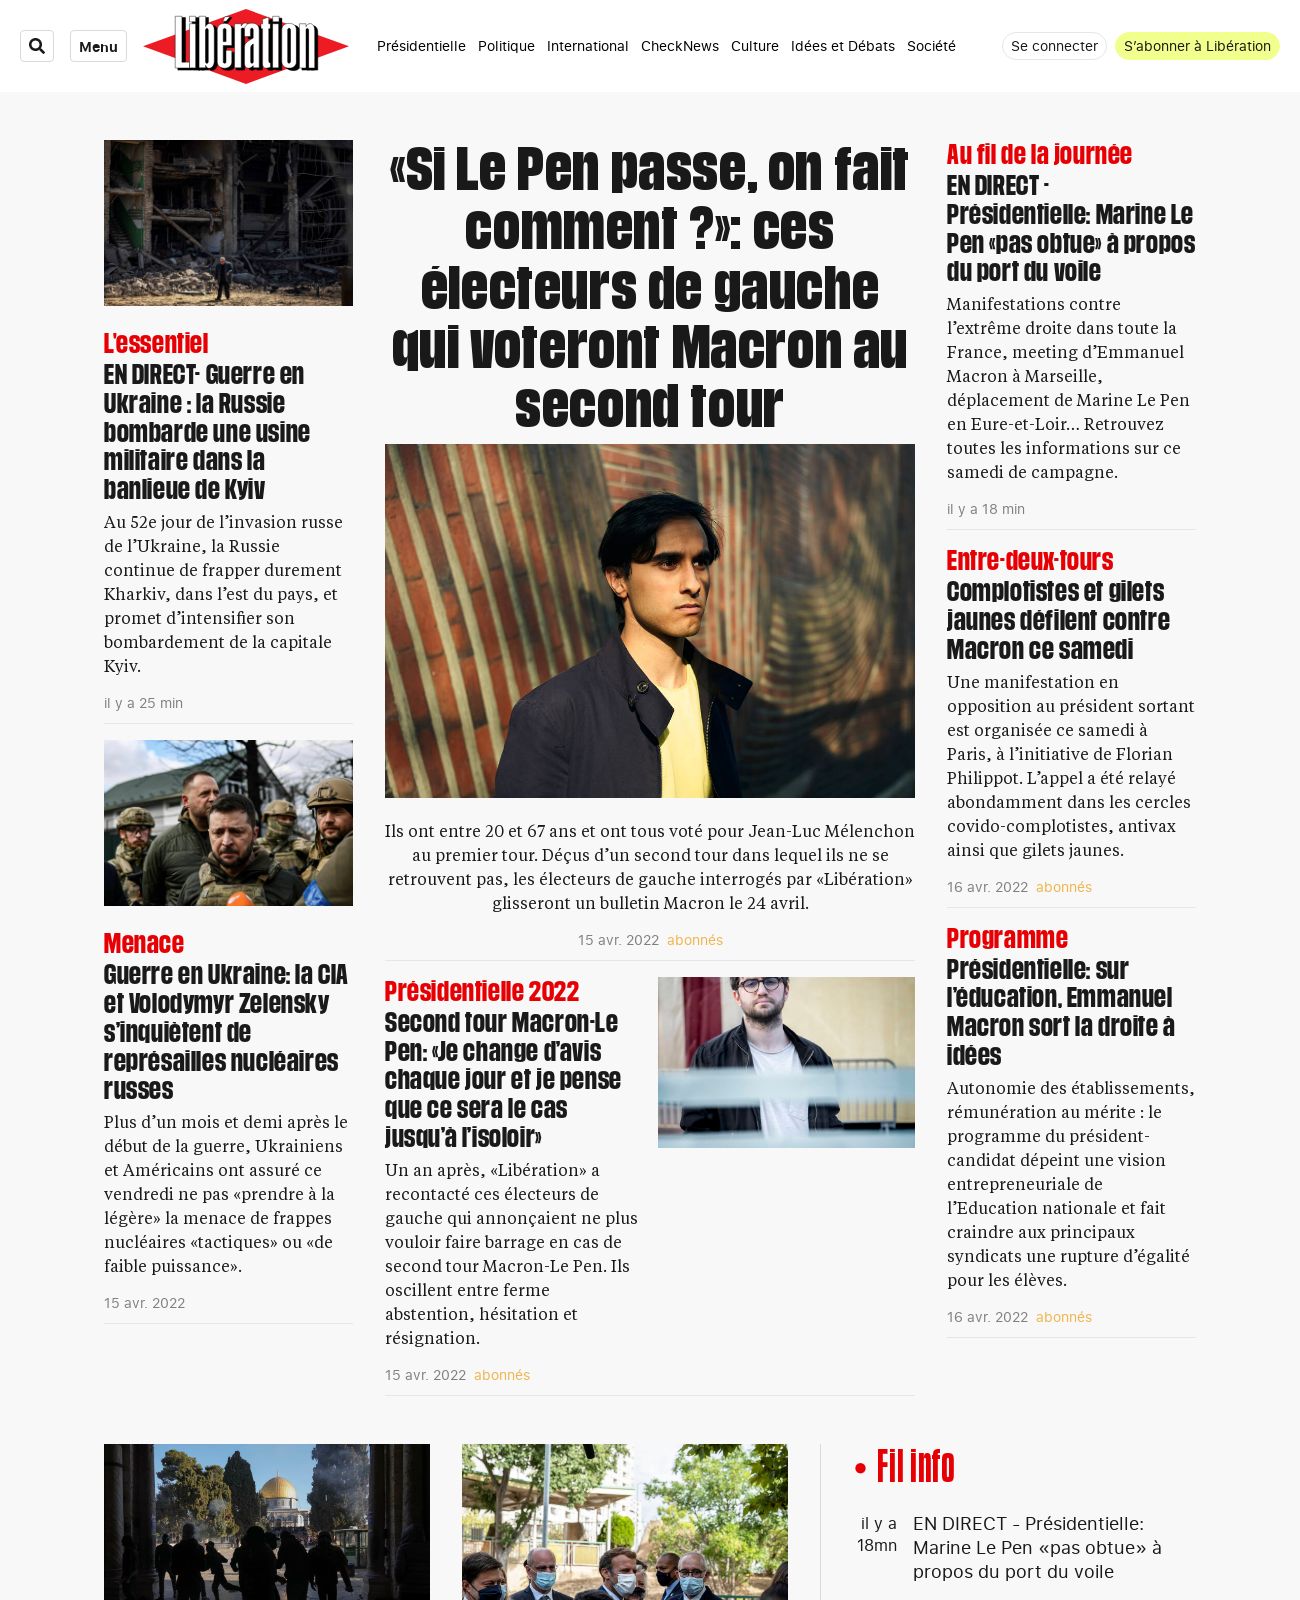 Menu
Libération
Présidentielle Politique International CheckNews Culture Idées et Débats Société
Se connecter
S'abonner à Libération
L'essentiel
EN DIRECT- Guerre en
Ukraine : la Russie
bombarde une usine
militaire dans la
banlieue de Kyiv
Au 52e jour de l’invasion russe
de l’Ukraine, la Russie
continue de frapper durement
Kharkiv, dans l’est du pays, et
promet d’intensifier son
bombardement de la capitale
Kyiv.
il y a 25 min
Menace
Guerre en Ukraine: la CIA
et Volodymyr Zelensky
s’inquiètent de
représailles nucléaires
russes
Plus d’un mois et demi après le
début de la guerre, Ukrainiens
et Américains ont assuré ce
vendredi ne pas «prendre à la
légère» la menace de frappes
nucléaires «tactiques» ou «de
faible puissance».
15 avr. 2022
«Si Le Pen passe, on fait
comment ?»: ces
électeurs de gauche
qui voteront Macron au
second tour
Ils ont entre 20 et 67 ans et ont tous voté pour Jean-Luc Mélenchon
au premier tour. Déçus d’un second tour dans lequel ils ne se
retrouvent pas, les électeurs de gauche interrogés par «Libération»
glisseront un bulletin Macron le 24 avril.
15 avr. 2022 abonnés
Présidentielle 2022
Second tour Macron-Le
Pen: «Je change d’avis
chaque jour et je pense
que ce sera le cas
jusqu’à l’isoloir»
Un an après, «Libération» a
recontacté ces électeurs de
gauche qui annonçaient ne plus
vouloir faire barrage en cas de
second tour Macron-Le Pen. Ils
oscillent entre ferme
abstention, hésitation et
résignation.
15 avr. 2022 abonnés
Au fil de la journée
EN DIRECT -
Présidentielle: Marine Le
Pen «pas obtue» à propos
du port du voile
Manifestations contre
l’extrême droite dans toute la
France, meeting d’Emmanuel
Macron à Marseille,
déplacement de Marine Le Pen
en Eure-et-Loir… Retrouvez
toutes les informations sur ce
samedi de campagne.
il y a 18 min
Entre-deux-tours
Complotistes et gilets
jaunes défilent contre
Macron ce samedi
Une manifestation en
opposition au président sortant
est organisée ce samedi à
Paris, à l’initiative de Florian
Philippot. L’appel a été relayé
abondamment dans les cercles
covido-complotistes, antivax
ainsi que gilets jaunes.
16 avr. 2022 abonnés
Programme
Présidentielle: sur
l’éducation, Emmanuel
Macron sort la droite à
idées
Autonomie des établissements,
rémunération au mérite : le
programme du président-
candidat dépeint une vision
entrepreneuriale de
l’Education nationale et fait
craindre aux principaux
syndicats une rupture d’égalité
pour les élèves.
16 avr. 2022 abonnés
• Fil info
il y a
18mn
EN DIRECT - Présidentielle:
Marine Le Pen «pas obtue» à
propos du port du voile